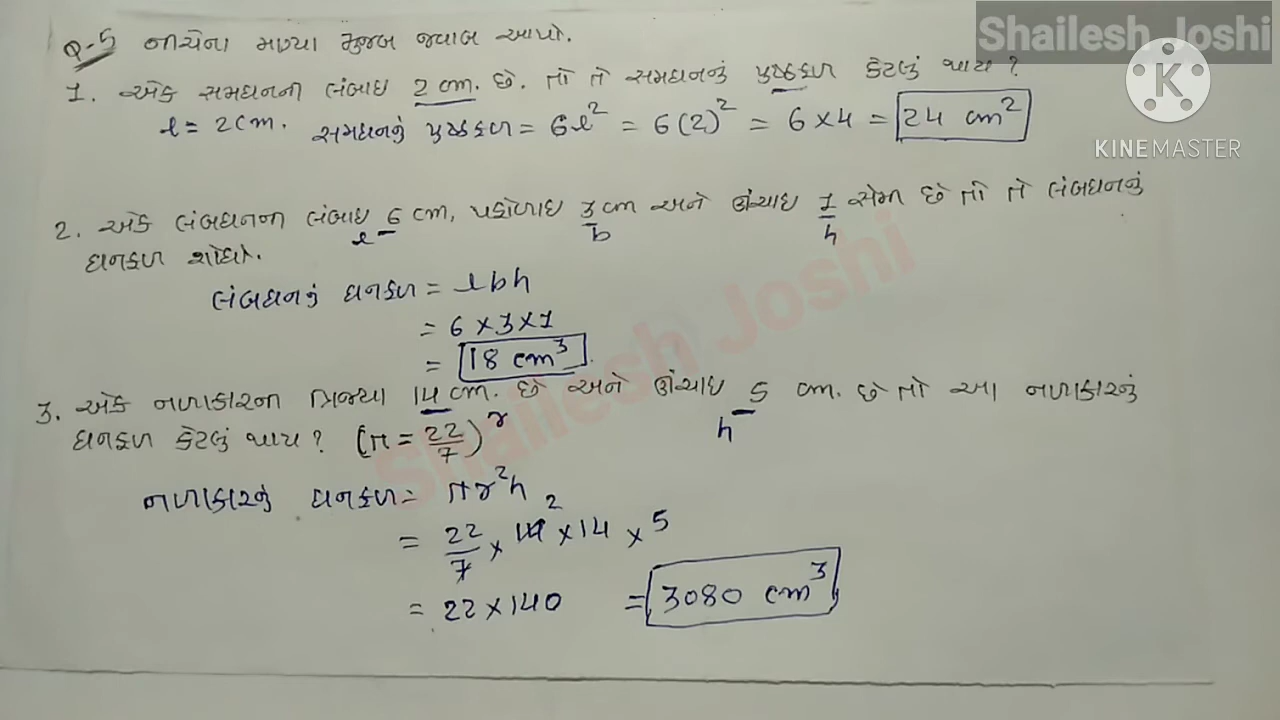 Shailesh Joshi
KINEMASTER
Q-5 નીચેના માગ્યા મુજબ જવાબ આપો.
1. એક સમઘનની લંબાઇ 2 cm. છે. તો તે સમઘનનું પૃષ્ઠફળ કેટલું થાય?
l = 2cm. સમઘનનું પૃષ્ઠફળ = 6l² = 6(2)² = 6×4 = 24 cm²
2. એક લંબઘનના લંબાઇ 6 cm, પહોળાઇ 3 cm અને ઊંચાઇ 1 સેમી છે તો તે લંબઘનનું
l b h
ઘનફળ શોધો.
લંબઘનનું ઘનફળ = lbh
= 6×3×1
= 18 cm³.
3. એક નળાકારના ત્રિજ્યા 14 cm. છે અને ઊંચાઇ 5 cm. છે તો આ નળાકારનું
r h
ઘનફળ કેટલું થાય? (π = 22/7)
નળાકારનું ઘનફળ = πr²h
= 22/7 × 14 2 × 14 × 5
= 22×140 = 3080 cm³
Shailesh Joshi